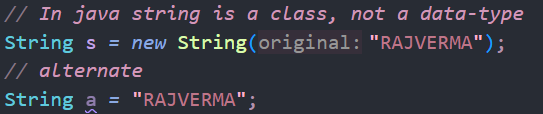 // In java string is a class, not a data-type
String s = new String(original: "RAJVERMA");
// alternate
String a = "RAJVERMA";